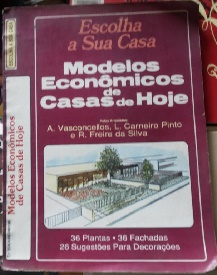 Escolha
a Sua Casa
Modelos
Econômicos
de
Casas de Hoje
A. Vasconcellos, L. Carneiro Pinto
e R. Freire da Silva
36 Plantas • 36 Fachadas
26 Sugestões Para Decorações
Modelos Econômicos
de Casas de Hoje